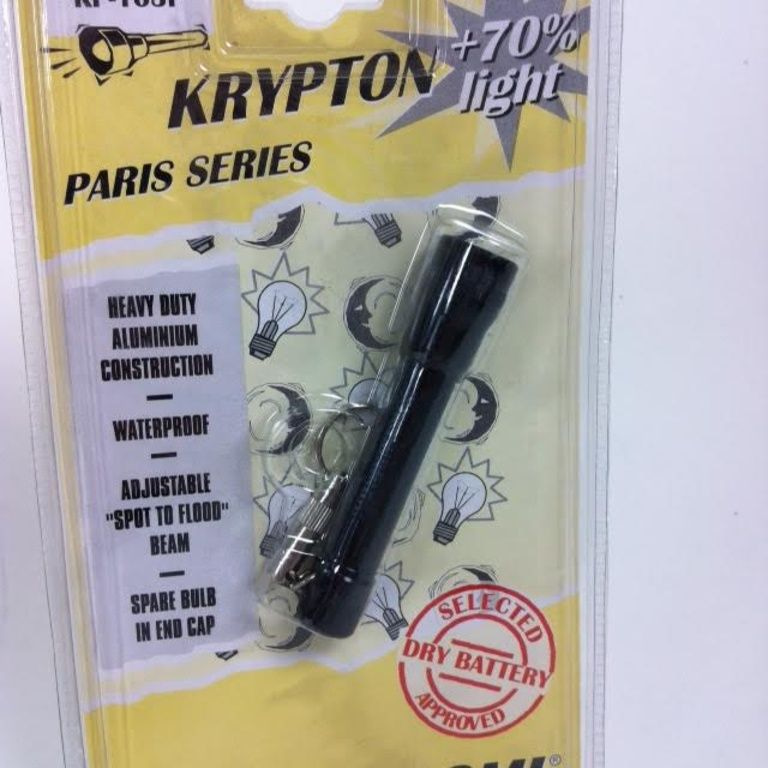 +70%
light
KRYPTON
PARIS SERIES
HEAVY DUTY
ALUMINIUM
CONSTRUCTION
WATERPROOF
ADJUSTABLE
"SPOT TO FLOOD"
BEAM
SPARE BULB
IN END CAP
SELECTED
DRY BATTERY
APPROVED